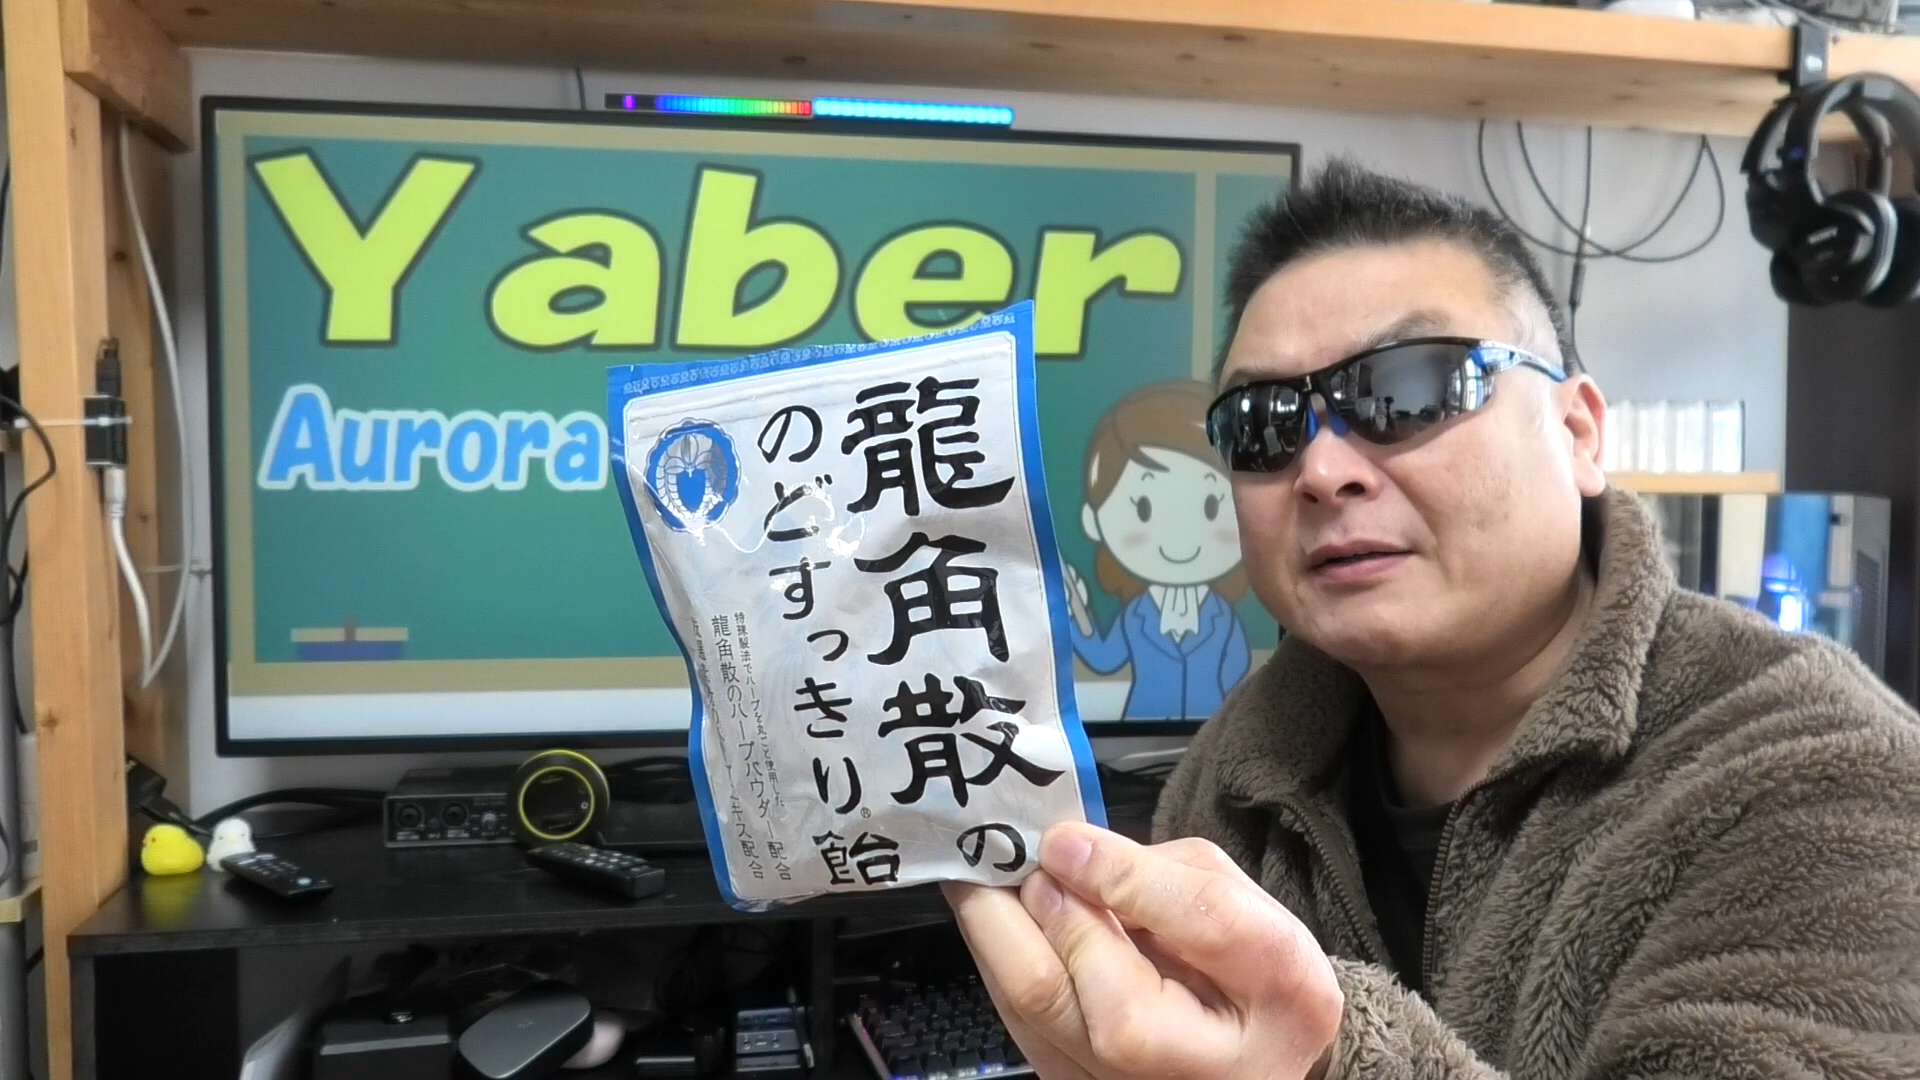 Yaber
Aurora
龍角散の
のどすっきり®飴
特殊製法でハーブを丸ごと使用した、
龍角散のハーブパウダー配合